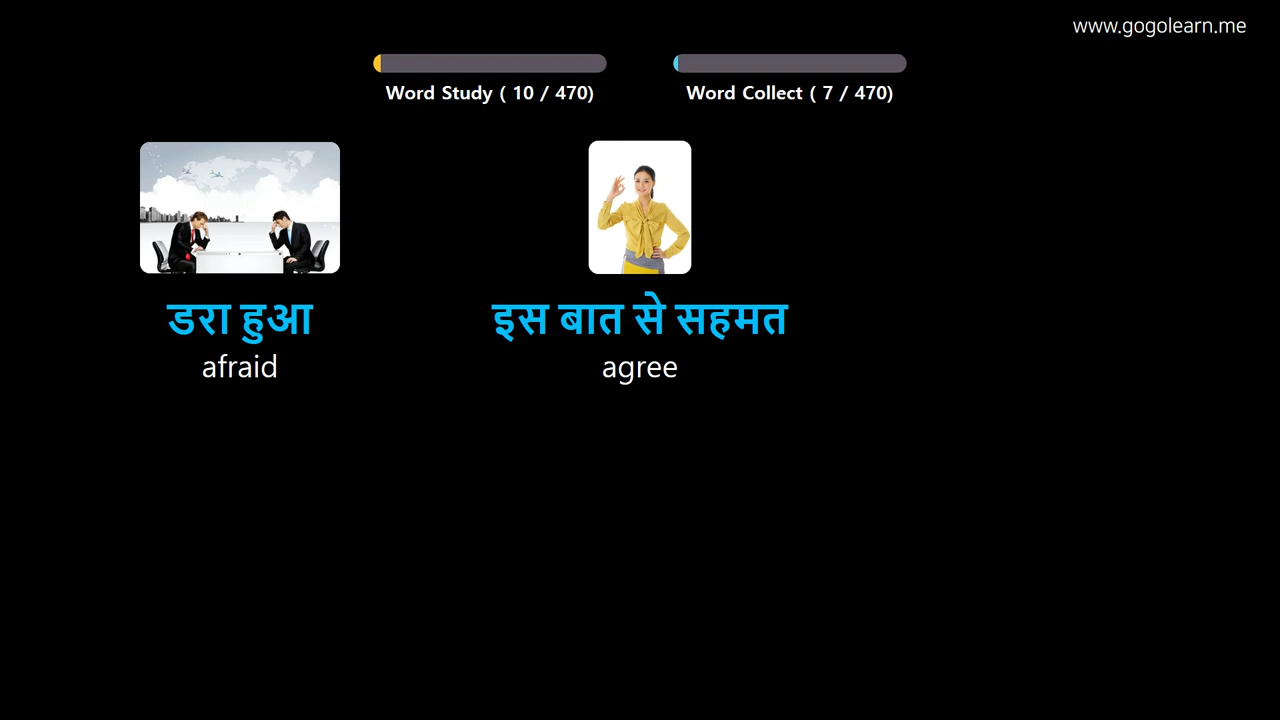 www.gogolearn.me
Word Study ( 10 / 470)
Word Collect ( 7 / 470)
डरा हुआ
afraid
इस बात से सहमत
agree